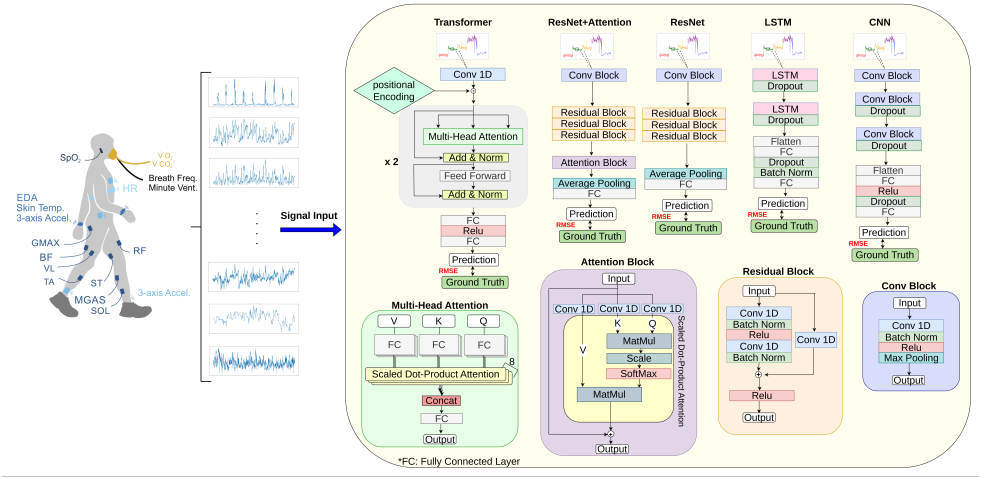 SpO2
V O2
V CO2
Breath Freq.
Minute Vent.
HR
EDA
Skin Temp.
3-axis Accel.
GMAX
BF
VL
TA
RF
ST
MGAS
SOL
3-axis Accel.
Signal Input
Transformer
Conv 1D
positional
Encoding
x 2
Multi-Head Attention
Add & Norm
Feed Forward
Add & Norm
FC
Relu
FC
Prediction
RMSE
Ground Truth
ResNet+Attention
Conv Block
Residual Block
Residual Block
Residual Block
Attention Block
Average Pooling
FC
Prediction
RMSE
Ground Truth
ResNet
Conv Block
Residual Block
Residual Block
Residual Block
Average Pooling
FC
Prediction
RMSE
Ground Truth
LSTM
LSTM
Dropout
LSTM
Dropout
Flatten
FC
Dropout
Batch Norm
FC
Prediction
RMSE
Ground Truth
CNN
Conv Block
Conv Block
Dropout
Conv Block
Dropout
Flatten
FC
Relu
Dropout
FC
Prediction
RMSE
Ground Truth
Multi-Head Attention
V K Q
FC FC FC
8
Scaled Dot-Product Attention
Concat
FC
Output
Attention Block
Input
Conv 1D Conv 1D Conv 1D
K Q
V
MatMul
Scale
SoftMax
MatMul
Scaled Dot-Product Attention
Output
Residual Block
Input
Conv 1D
Batch Norm
Relu
Conv 1D
Batch Norm
Conv 1D
Relu
Output
Conv Block
Input
Conv 1D
Batch Norm
Relu
Max Pooling
Output
*FC: Fully Connected Layer